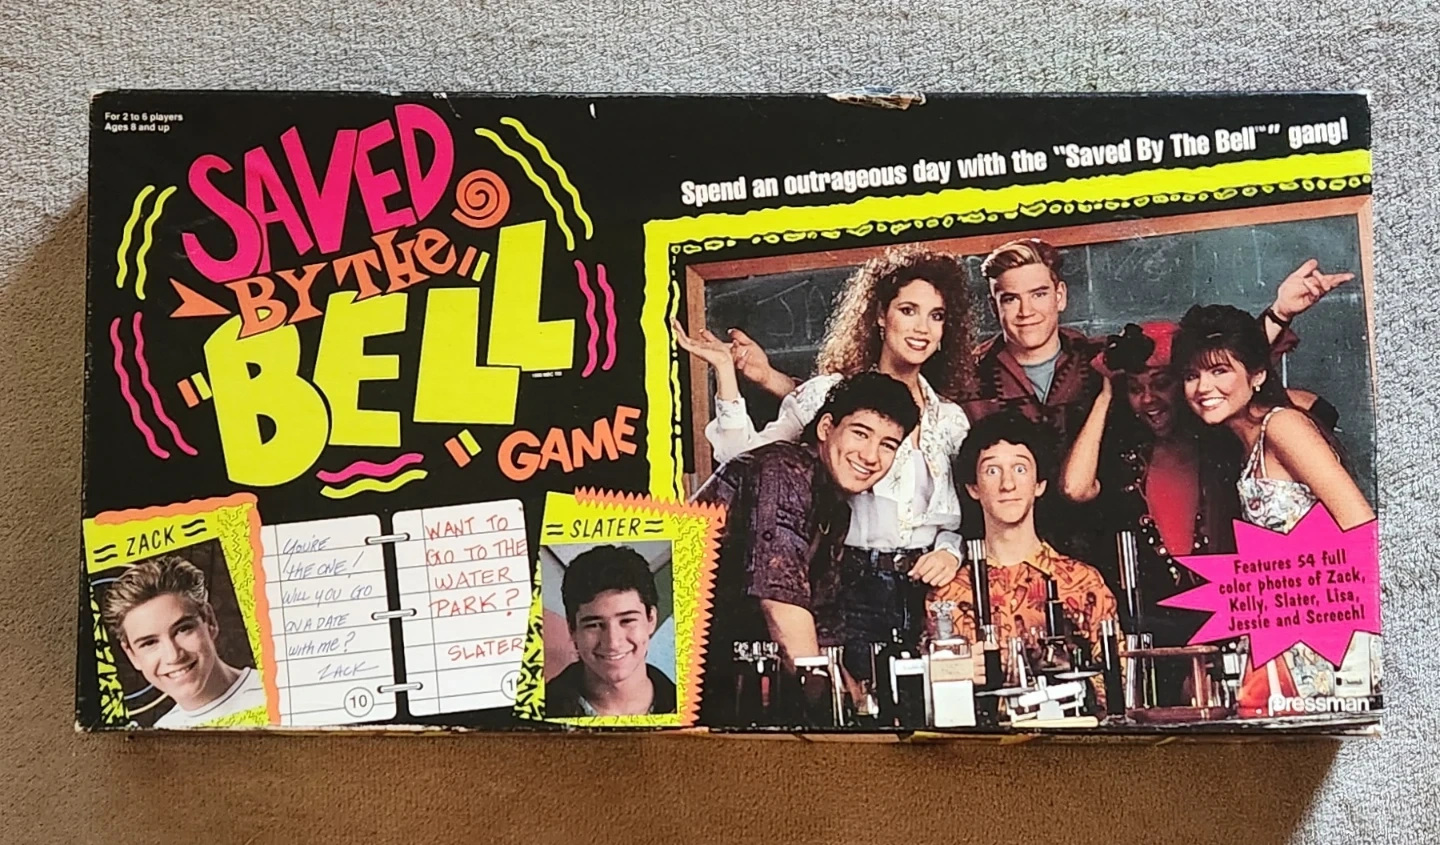 For 2 to 6 players
Ages 8 and up
SAVED
BY THE
BELL
GAME
Spend an outrageous day with the "Saved By The Bell™" gang!
ZACK
YOU'RE
THE ONE!
WILL YOU GO
ON A DATE
with me?
ZACK
10
WANT TO
GO TO THE
WATER
PARK?
SLATER
1
SLATER
Features 54 full
color photos of Zack,
Kelly, Slater, Lisa,
Jessie and Screech!
Pressman